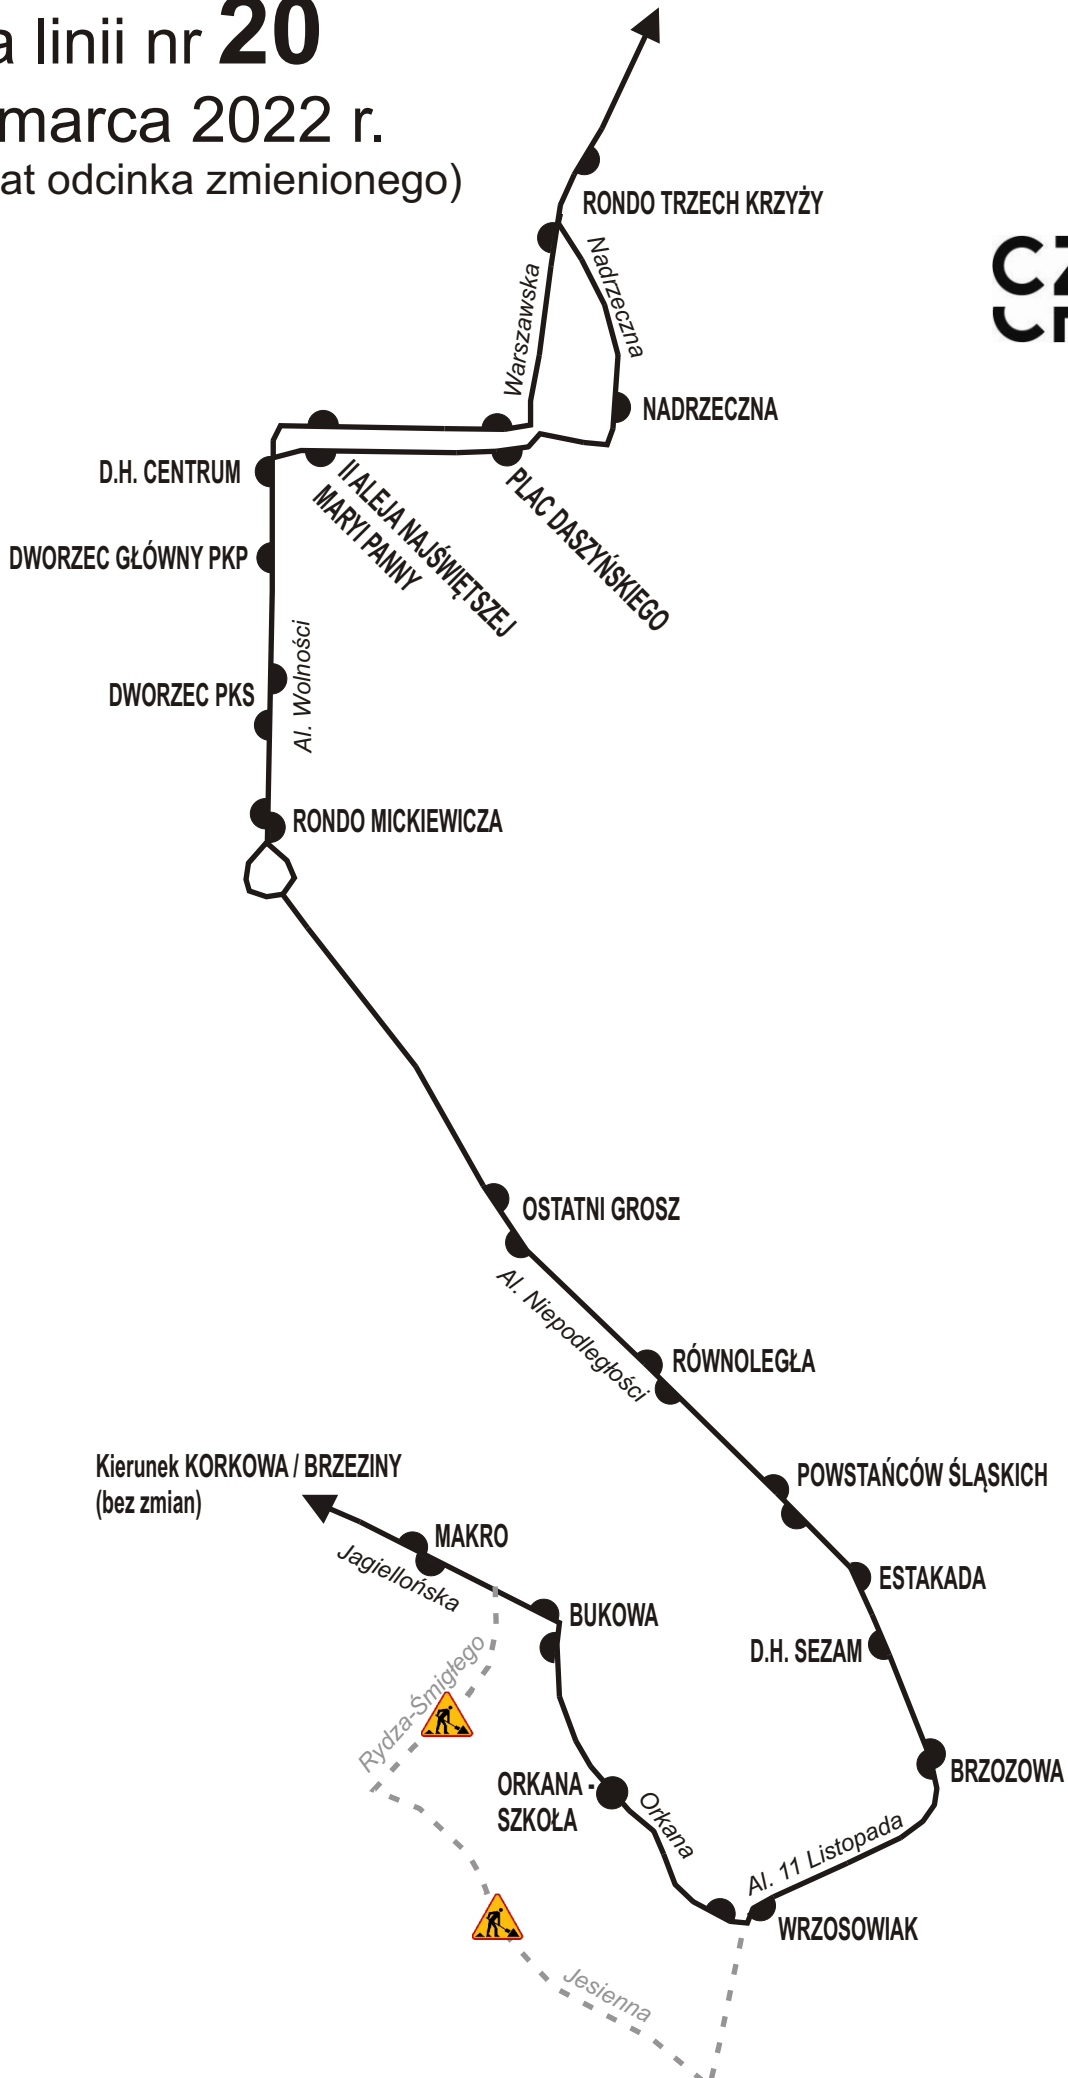 a linii nr 20
marca 2022 r.
at odcinka zmienionego)
RONDO TRZECH KRZYŻY
Nadrzeczna
Warszawska
NADRZECZNA
D.H. CENTRUM
II ALEJA NAJŚWIĘTSZEJ
MARYI PANNY
PLAC DASZYŃSKIEGO
DWORZEC GŁÓWNY PKP
Al. Wolności
DWORZEC PKS
RONDO MICKIEWICZA
OSTATNI GROSZ
Al. Niepodległości
RÓWNOLEGŁA
Kierunek KORKOWA / BRZEZINY
(bez zmian)
POWSTAŃCÓW ŚLĄSKICH
MAKRO
Jagiellońska
ESTAKADA
BUKOWA
D.H. SEZAM
Rydza-Śmigłego
BRZOZOWA
ORKANA -
SZKOŁA
Orkana
Al. 11 Listopada
WRZOSOWIAK
Jesienna